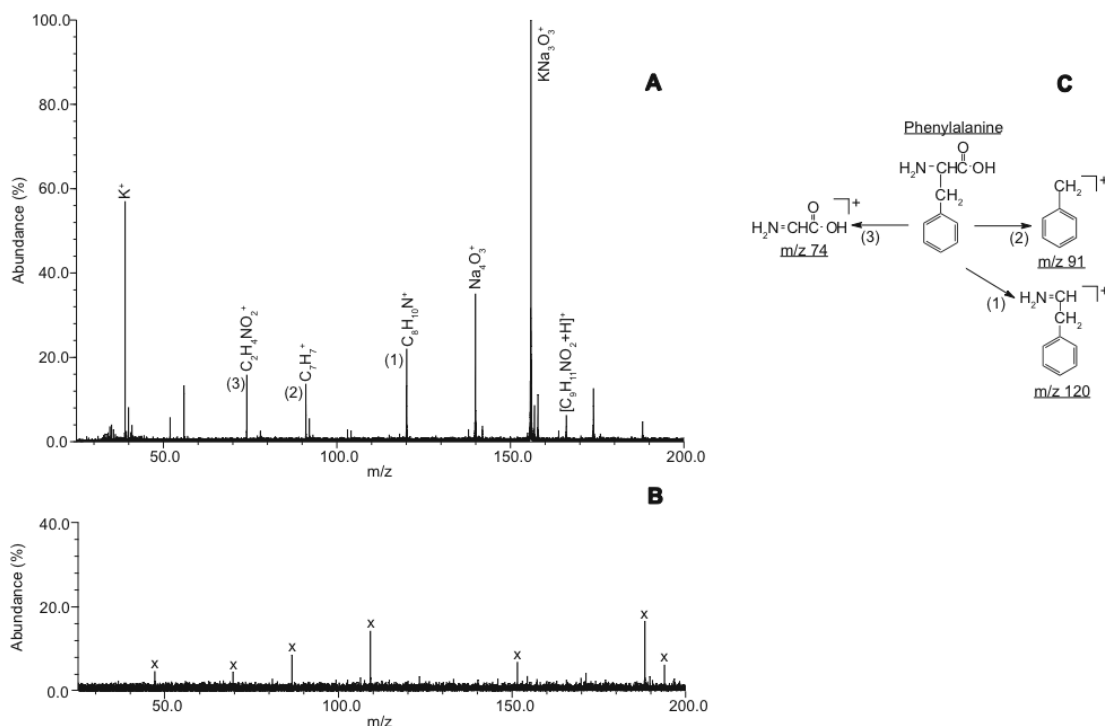 100.0
80.0
60.0
40.0
20.0
0.0
Abundance (%)
K⁺
(3) C₂H₄NO₂⁺
(2) C₇H₇⁺
(1) C₈H₁₀N⁺
Na₄O₃⁺
KNa₃O₃⁺
[C₉H₁₁NO₂+H]⁺
A
50.0 100.0 150.0 200.0
m/z
C
Phenylalanine
O
H₂N-CHC-OH
CH₂
O
H₂N=CHC-OH
+
m/z 74
(3)
(2)
CH₂
+
m/z 91
(1)
H₂N=CH
+
CH₂
m/z 120
B
40.0
20.0
0.0
Abundance (%)
x x x x x x x
50.0 100.0 150.0 200.0
m/z